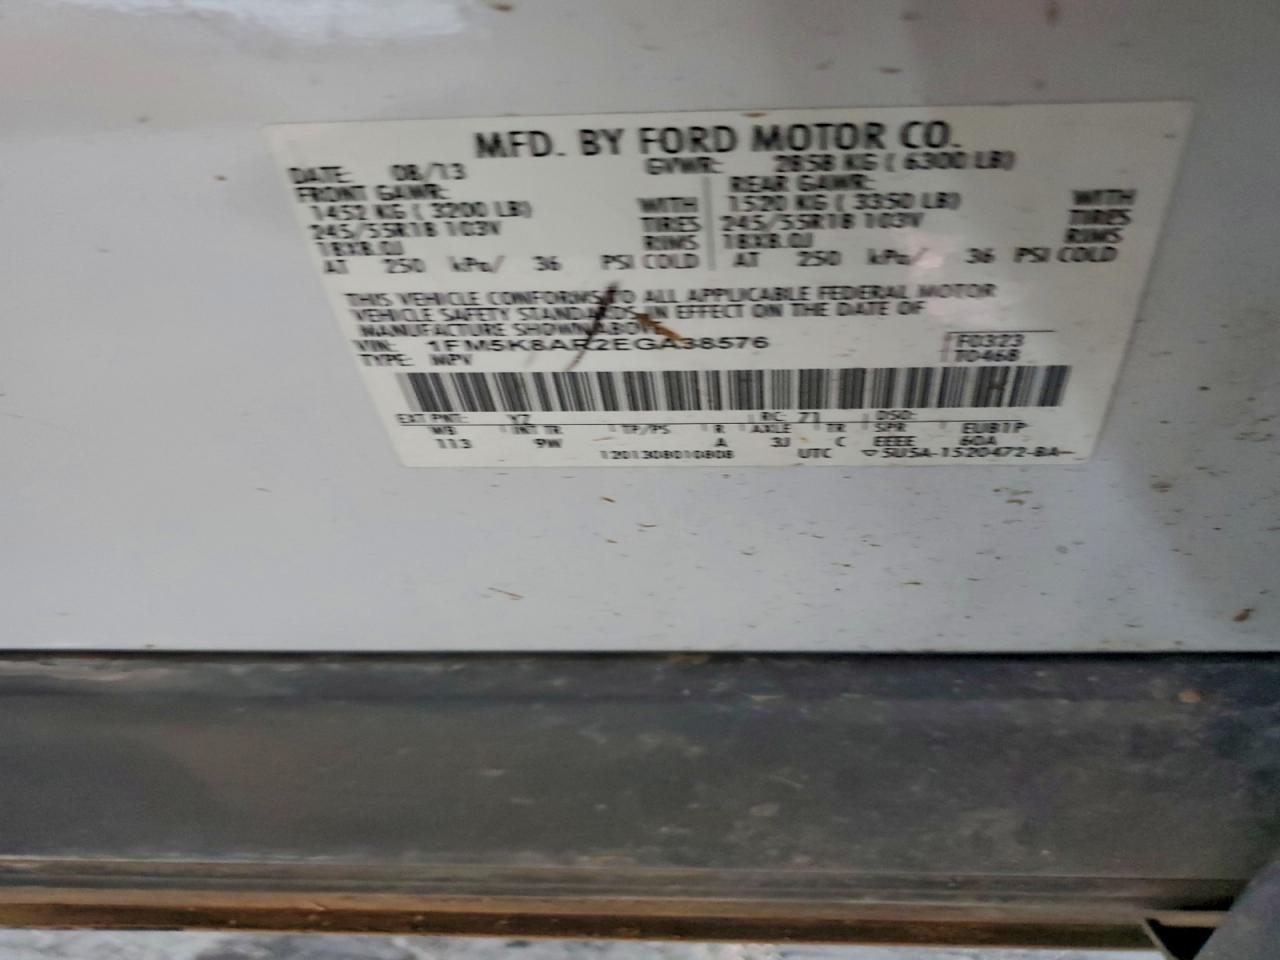 MFD. BY FORD MOTOR CO.
DATE: 08/13 GVWR: 2858 KG ( 6300 LB)
FRONT GAWR: REAR GAWR:
1452 KG ( 3200 LB) WITH 1520 KG ( 3350 LB) WITH
245/55R18 103V TIRES 245/55R18 103V TIRES
18X8.0J RIMS 18X8.0J RIMS
AT 250 kPa/ 36 PSI COLD AT 250 kPa/ 36 PSI COLD
THIS VEHICLE CONFORMS TO ALL APPLICABLE FEDERAL MOTOR
VEHICLE SAFETY STANDARDS IN EFFECT ON THE DATE OF
MANUFACTURE SHOWN ABOVE
VIN: 1FM5K8AR2EGA38576 F0323
TYPE: MPV T0468
EXT PNT: YZ RC: 71 DSO:
WB INT TR TP/PS R AXLE TR SPR EUB1P
113 9W A 3J C EEEE 60A
1201308010808 UTC ▽5U5A-1520472-BA